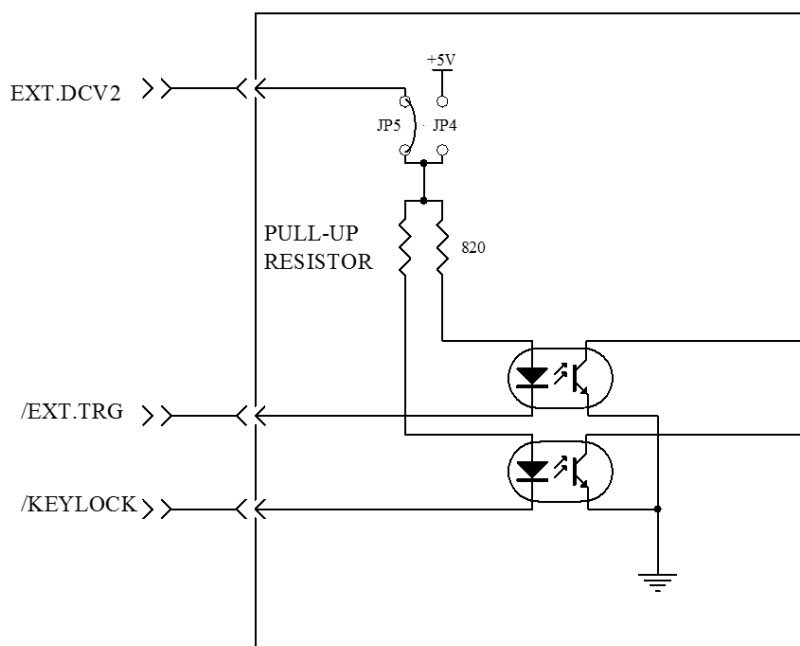 +5V
EXT.DCV2
JP5
JP4
PULL-UP
RESISTOR
820
/EXT.TRG
/KEYLOCK